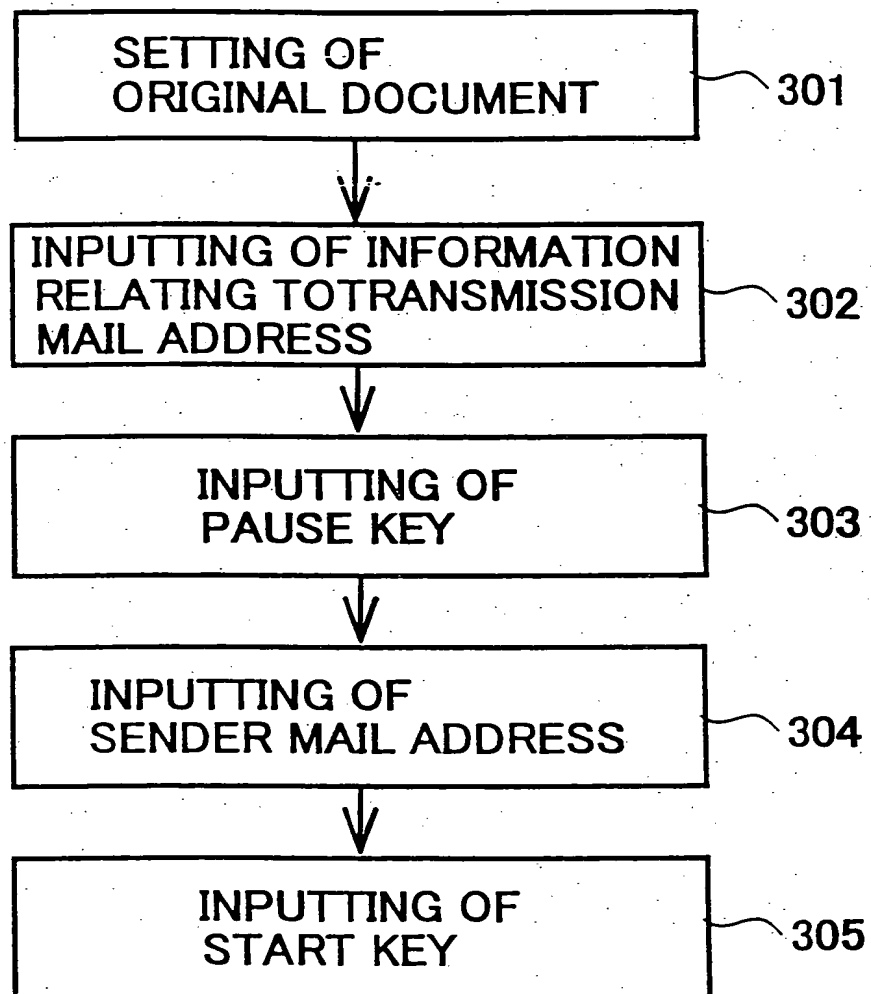 SETTING OF
ORIGINAL DOCUMENT
301
INPUTTING OF INFORMATION
RELATING TOTRANSMISSION
MAIL ADDRESS
302
INPUTTING OF
PAUSE KEY
303
INPUTTING OF
SENDER MAIL ADDRESS
304
INPUTTING OF
START KEY
305